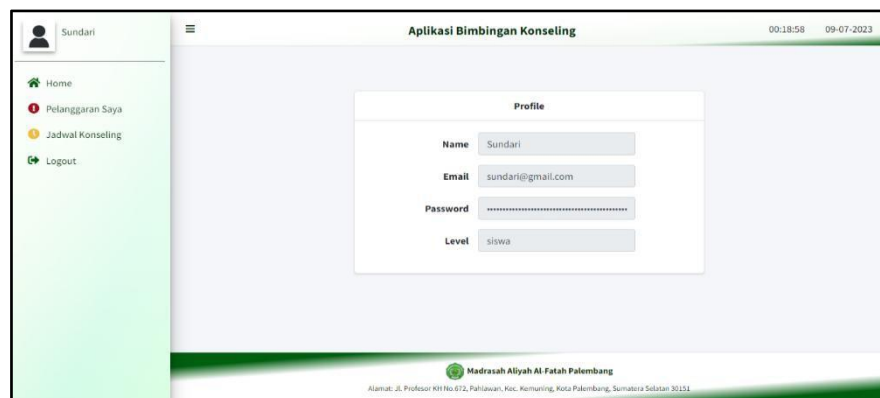 Sundari
Aplikasi Bimbingan Konseling
00:18:58 09-07-2023
Home
Pelanggaran Saya
Jadwal Konseling
Logout
Profile
Name Sundari
Email sundari@gmail.com
Password
Level siswa
Madrasah Aliyah Al-Fatah Palembang
Alamat: Jl. Profesor KH No.672, Pahlawan, Kec. Kemuning, Kota Palembang, Sumatera Selatan 30151